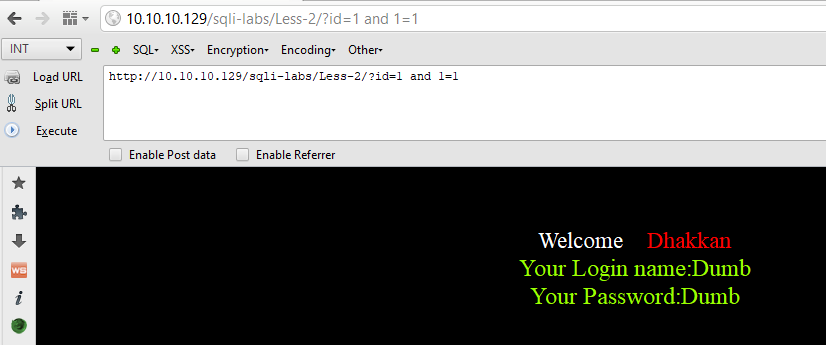 10.10.10.129/sqli-labs/Less-2/?id=1 and 1=1
INT SQL XSS Encryption Encoding Other
Load URL http://10.10.10.129/sqli-labs/Less-2/?id=1 and 1=1
Split URL
Execute
Enable Post data Enable Referrer
WS
i
Welcome Dhakkan
Your Login name:Dumb
Your Password:Dumb